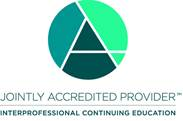 JOINTLY ACCREDITED PROVIDER™
INTERPROFESSIONAL CONTINUING EDUCATION